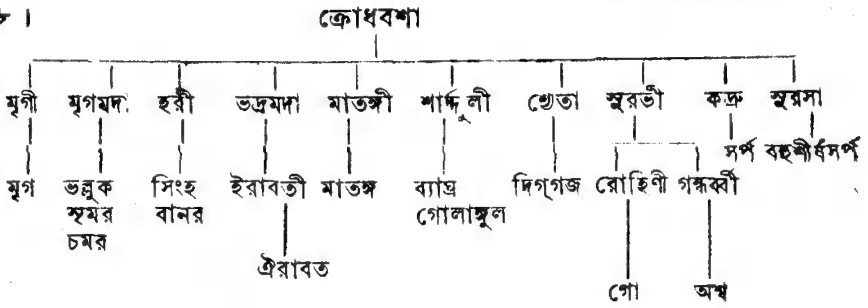 ৮। ক্রোধবশা
মৃগী মৃগমদা হরী ভদ্রমদা মাতঙ্গী শার্দ্দূলী শ্বেতা সুরভী কদ্রু সুরসা
সর্প বহুশীর্ষসর্প
মৃগ ভল্লুক সিংহ ইরাবতী মাতঙ্গ ব্যাঘ্র দিগ্‌গজ রোহিণী গন্ধর্ব্বী
সৃমর বানর গোলাঙ্গূল
চমর
ঐরাবত
গো অশ্ব